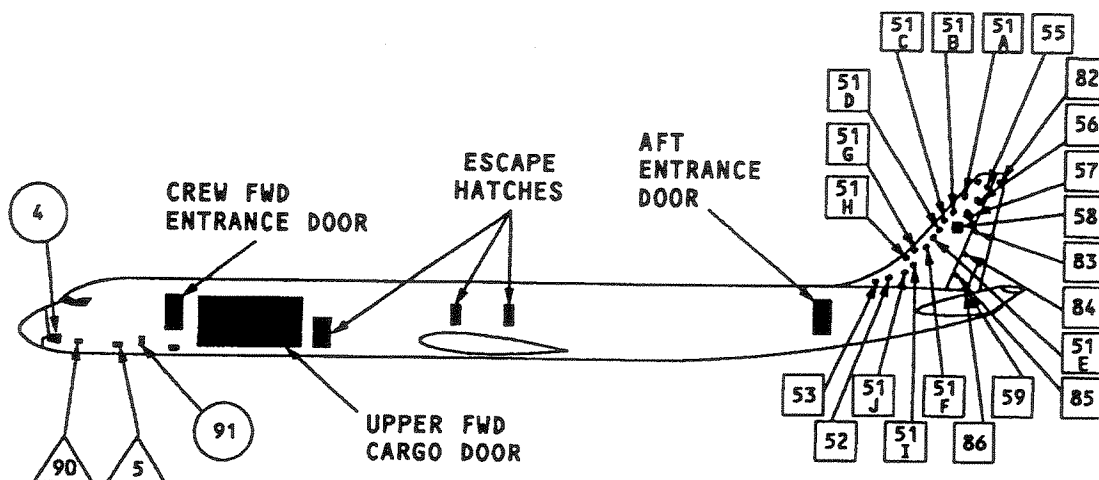 51
C
51
B
51
A
55
51
D
82
51
G
56
AFT
ENTRANCE
DOOR
ESCAPE
HATCHES
57
CREW FWD
ENTRANCE DOOR
51
H
58
4
83
84
51
E
53
51
J
51
F
59
85
UPPER FWD
CARGO DOOR
91
52
51
I
86
90
5